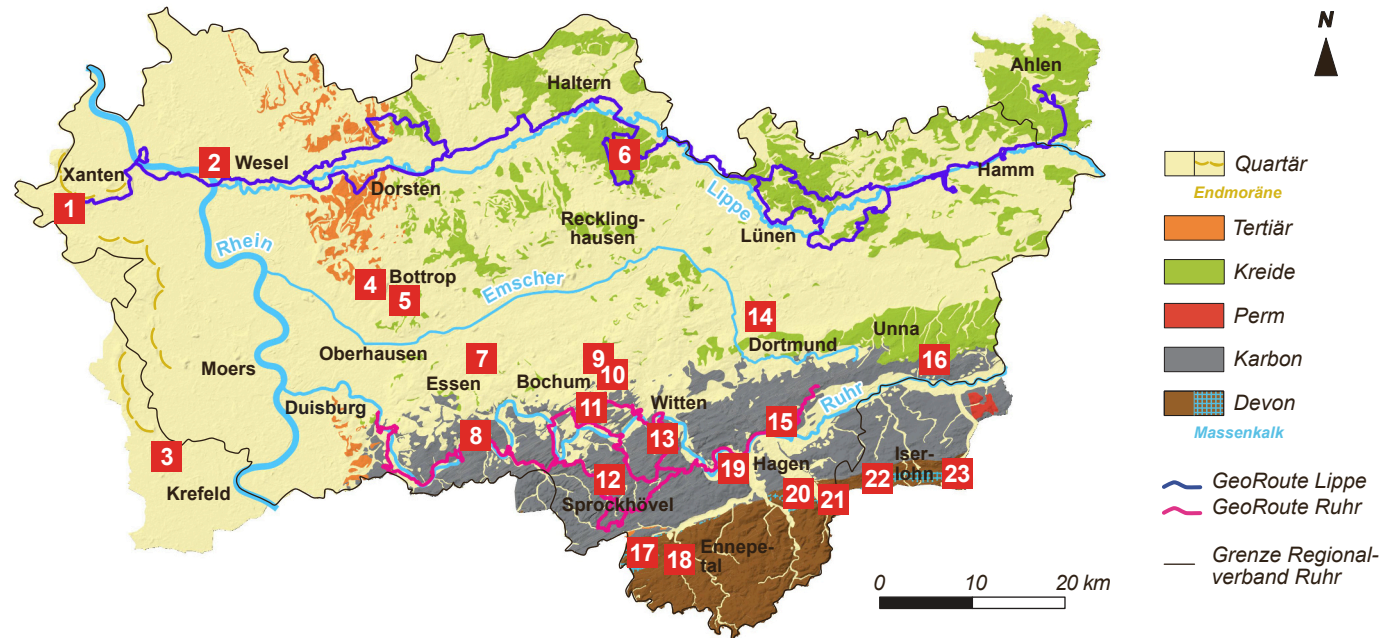 N
Ahlen
Haltern
Xanten
1
2
Wesel
Dorsten
6
Hamm
Lippe
Lünen
Reckling-
hausen
Rhein
4
Bottrop
5
Emscher
Oberhausen
Moers
7
Essen
9
10
Bochum
11
14
Dortmund
Unna
16
Duisburg
8
Witten
13
15
Ruhr
3
Krefeld
12
Sprockhövel
19
Hagen
20
21
22
Iser-
lohn
23
17
18
Ennepe-
tal
0
10
20 km
Quartär
Endmoräne
Tertiär
Kreide
Perm
Karbon
Devon
Massenkalk
GeoRoute Lippe
GeoRoute Ruhr
Grenze Regional-
verband Ruhr